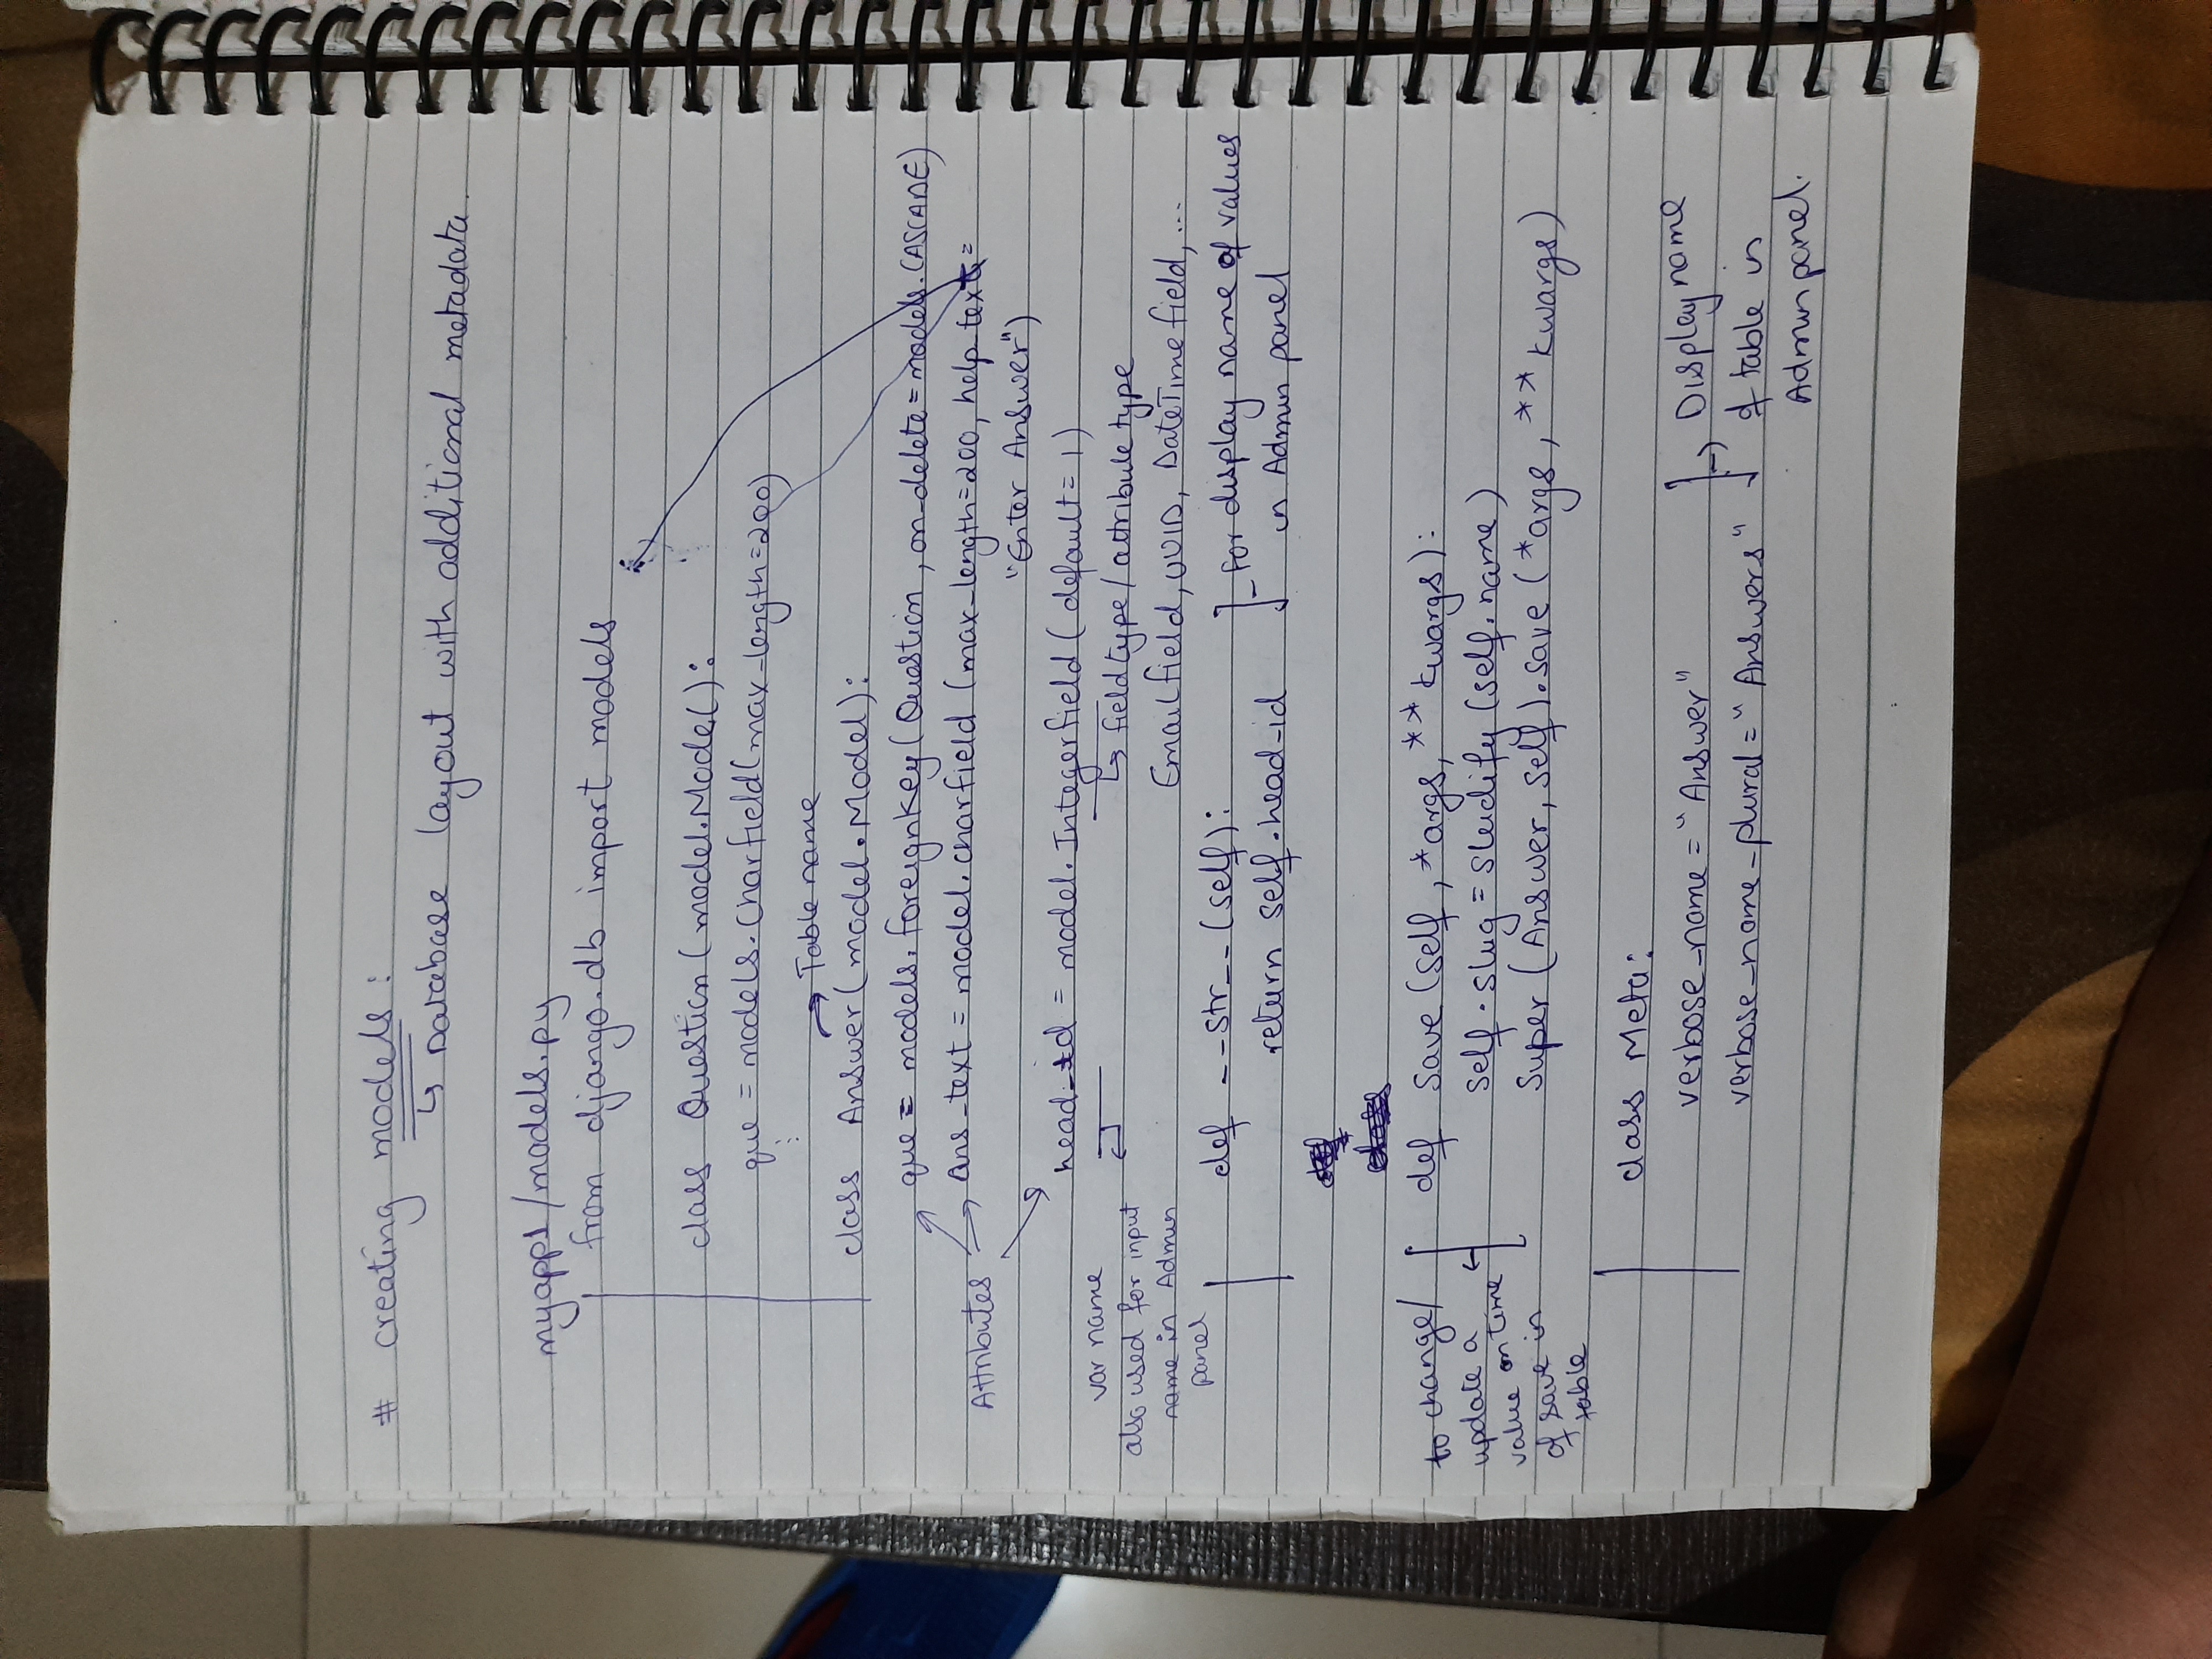 # creating models:
↳ Database layout with additional metadata.
myapp1/models.py
from django.db import models
class Question(model.Model):
que = models.Charfield(max_length=200)
⋮
→ Table name
class Answer(model.Model):
que = models.foreignkey(Question, on_delete=models.CASCADE)
Attributes
Ans_text = model.charfield (max_length=200, help_text=
"Enter Answer")
head_id = model.Integerfield(default=1)
var name
also used for input
name in Admin
panel
↳ fieldtype/attribute type
Emailfield, UUID, DateTimefield,...
def __str__(self):
return self.head_id
for display name of values
in Admin panel
def save(self, *args, **kwargs):
self.slug = sludify(self.name)
super(Answer, self).save(*args, **kwargs)
to change/
update a
value on time
of save in
table
class Meta:
verbose_name = "Answer"
verbose_name_plural = "Answers"
→ Display name
of table in
Admin panel.